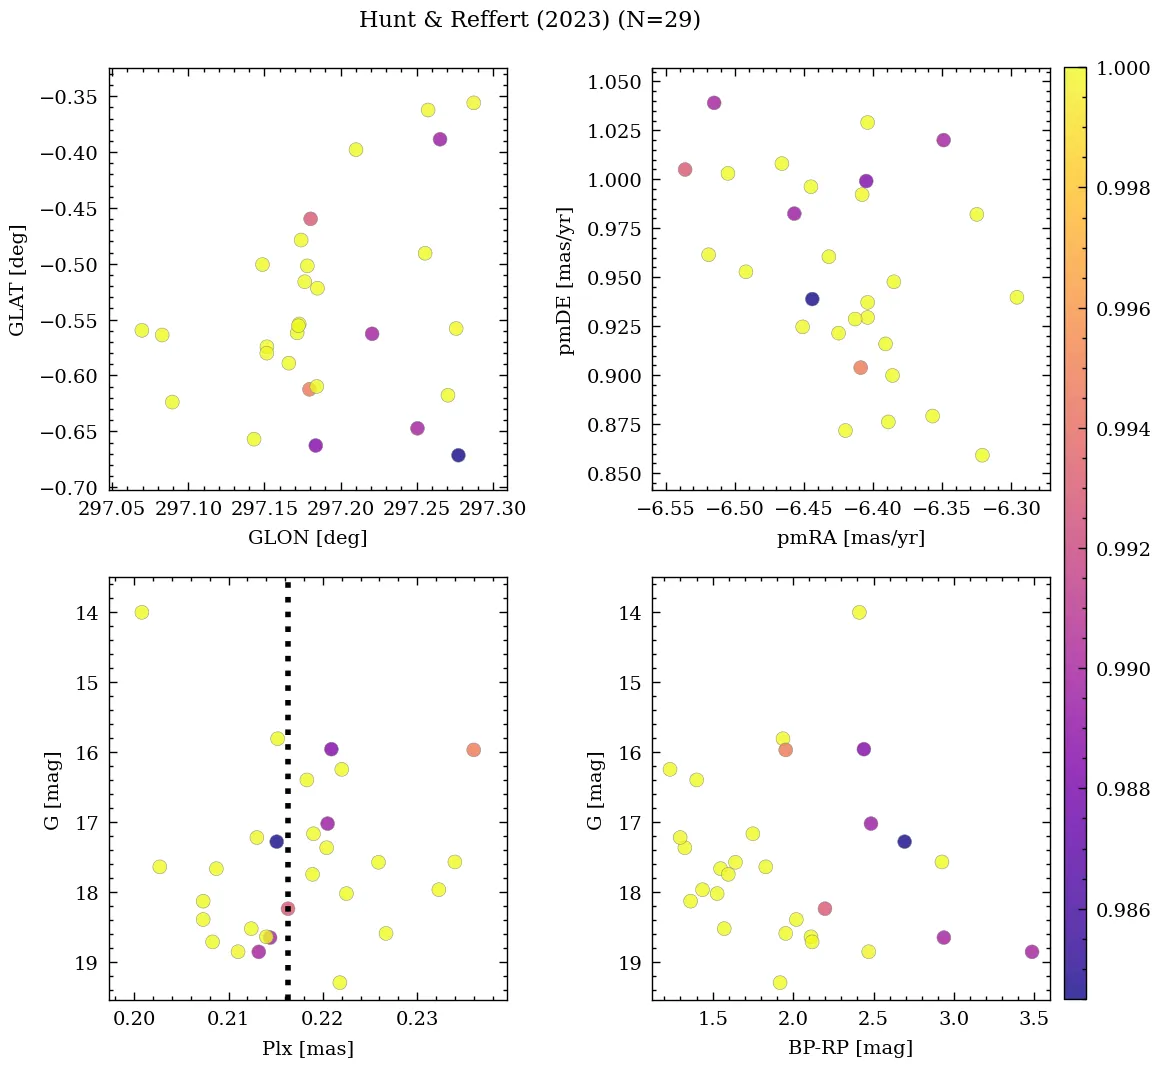 Hunt & Reffert (2023) (N=29)
−0.35
−0.40
−0.45
−0.50
−0.55
−0.60
−0.65
−0.70
GLAT [deg]
297.05 297.10 297.15 297.20 297.25 297.30
GLON [deg]
1.050
1.025
1.000
0.975
0.950
0.925
0.900
0.875
0.850
pmDE [mas/yr]
−6.55 −6.50 −6.45 −6.40 −6.35 −6.30
pmRA [mas/yr]
14
15
16
17
18
19
G [mag]
0.20 0.21 0.22 0.23
Plx [mas]
14
15
16
17
18
19
G [mag]
1.5 2.0 2.5 3.0 3.5
BP-RP [mag]
1.000
0.998
0.996
0.994
0.992
0.990
0.988
0.986